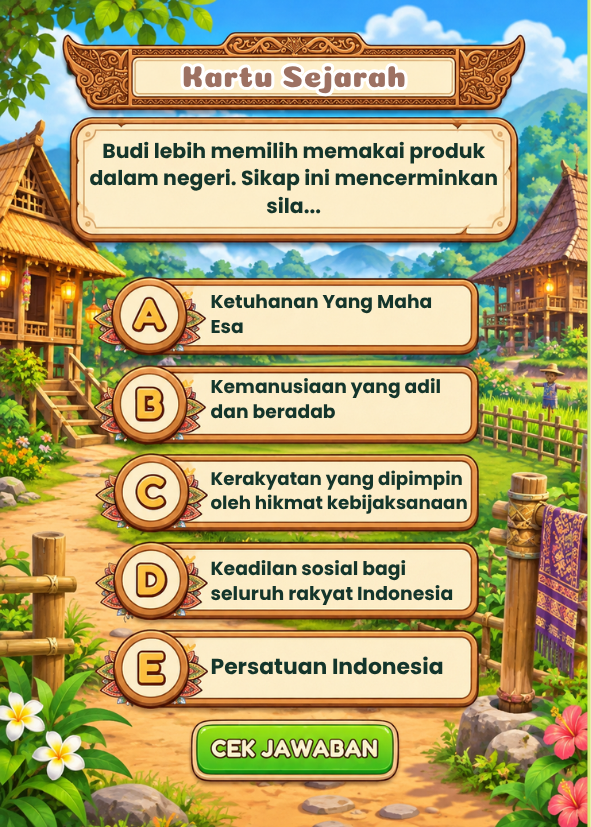 Kartu Sejarah
Budi lebih memilih memakai produk
dalam negeri. Sikap ini mencerminkan
sila...
A
Ketuhanan Yang Maha
Esa
B
Kemanusiaan yang adil
dan beradab
C
Kerakyatan yang dipimpin
oleh hikmat kebijaksanaan
D
Keadilan sosial bagi
seluruh rakyat Indonesia
E
Persatuan Indonesia
CEK JAWABAN